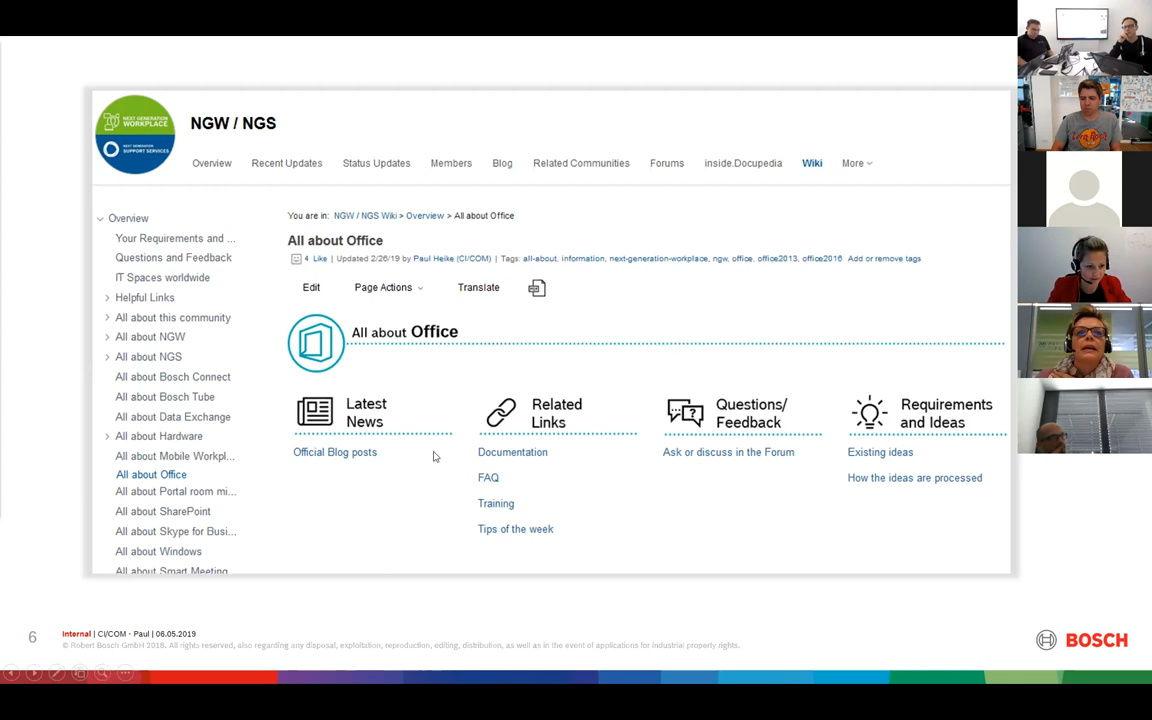 NEXT GENERATION
WORKPLACE
NEXT GENERATION
SUPPORT SERVICES
NGW / NGS
Overview Recent Updates Status Updates Members Blog Related Communities Forums inside.Docupedia Wiki More
Overview
Your Requirements and ...
Questions and Feedback
IT Spaces worldwide
Helpful Links
All about this community
All about NGW
All about NGS
All about Bosch Connect
All about Bosch Tube
All about Data Exchange
All about Hardware
All about Mobile Workpl...
All about Office
All about Portal room mi...
All about SharePoint
All about Skype for Busi...
All about Windows
All about Smart Meeting
You are in: NGW / NGS Wiki > Overview > All about Office
All about Office
4 Like | Updated 2/26/19 by Paul Heike (CI/COM) | Tags: all-about, information, next-generation-workplace, ngw, office, office2013, office2016 Add or remove tags
Edit Page Actions Translate
All about Office
Latest News
Official Blog posts
Related Links
Documentation
FAQ
Training
Tips of the week
Questions/ Feedback
Ask or discuss in the Forum
Requirements and Ideas
Existing ideas
How the ideas are processed
6
Internal | CI/COM - Paul | 06.05.2019
© Robert Bosch GmbH 2018. All rights reserved, also regarding any disposal, exploitation, reproduction, editing, distribution, as well as in the event of applications for industrial property rights.
BOSCH